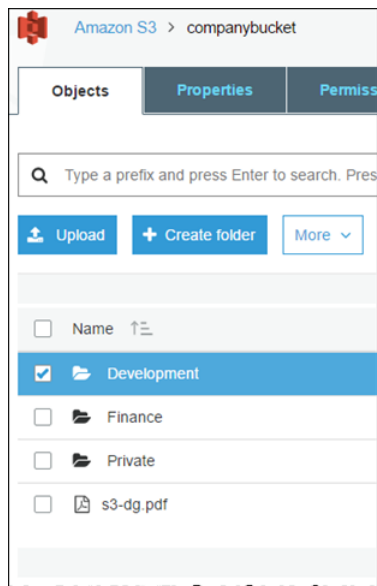 Amazon S3 > companybucket
Objects Properties Permiss
Type a prefix and press Enter to search. Pres
Upload + Create folder More
Name
Development
Finance
Private
s3-dg.pdf